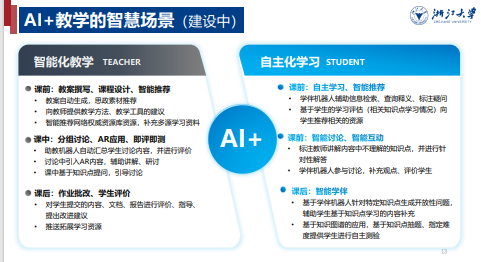 AI+教学的智慧场景（建设中）
浙江大学
ZHEJIANG UNIVERSITY
智能化教学 TEACHER
课前：教案撰写、课程设计、智能推荐
教案自动生成、思政素材推荐
向教师提供教学方法、教学工具的建议
智能推荐网络权威资源库资源，补充多源学习资料
课中：分组讨论、AR应用、即评即测
助教机器人自动汇总学生讨论内容，并进行评价
讨论中引入AR内容，辅助讲解、研讨
课中基于知识点提问，引导讨论
课后：作业批改、学生评价
对学生提交的内容、文档、报告进行评价、指导、
提出改进建议
推送拓展学习资源
AI+
自主化学习 STUDENT
课前：自主学习、智能推荐
学伴机器人辅助信息检索、查询释义、标注疑问
基于学生的学习评估（相关知识点学习情况）向
学生推荐相关的资源
课前：智能讨论、智能互动
标注教师讲解内容中不理解的知识点，并进行针
对性解答
学伴机器人参与讨论，补充观点、评价学生
课后：智能学伴
基于学伴机器人针对特定知识点生成开放性问题，
辅助学生基于知识点学习的内容补充
基于知识图谱的应用，基于知识点抽题、指定难
度提供学生进行自主测验
19